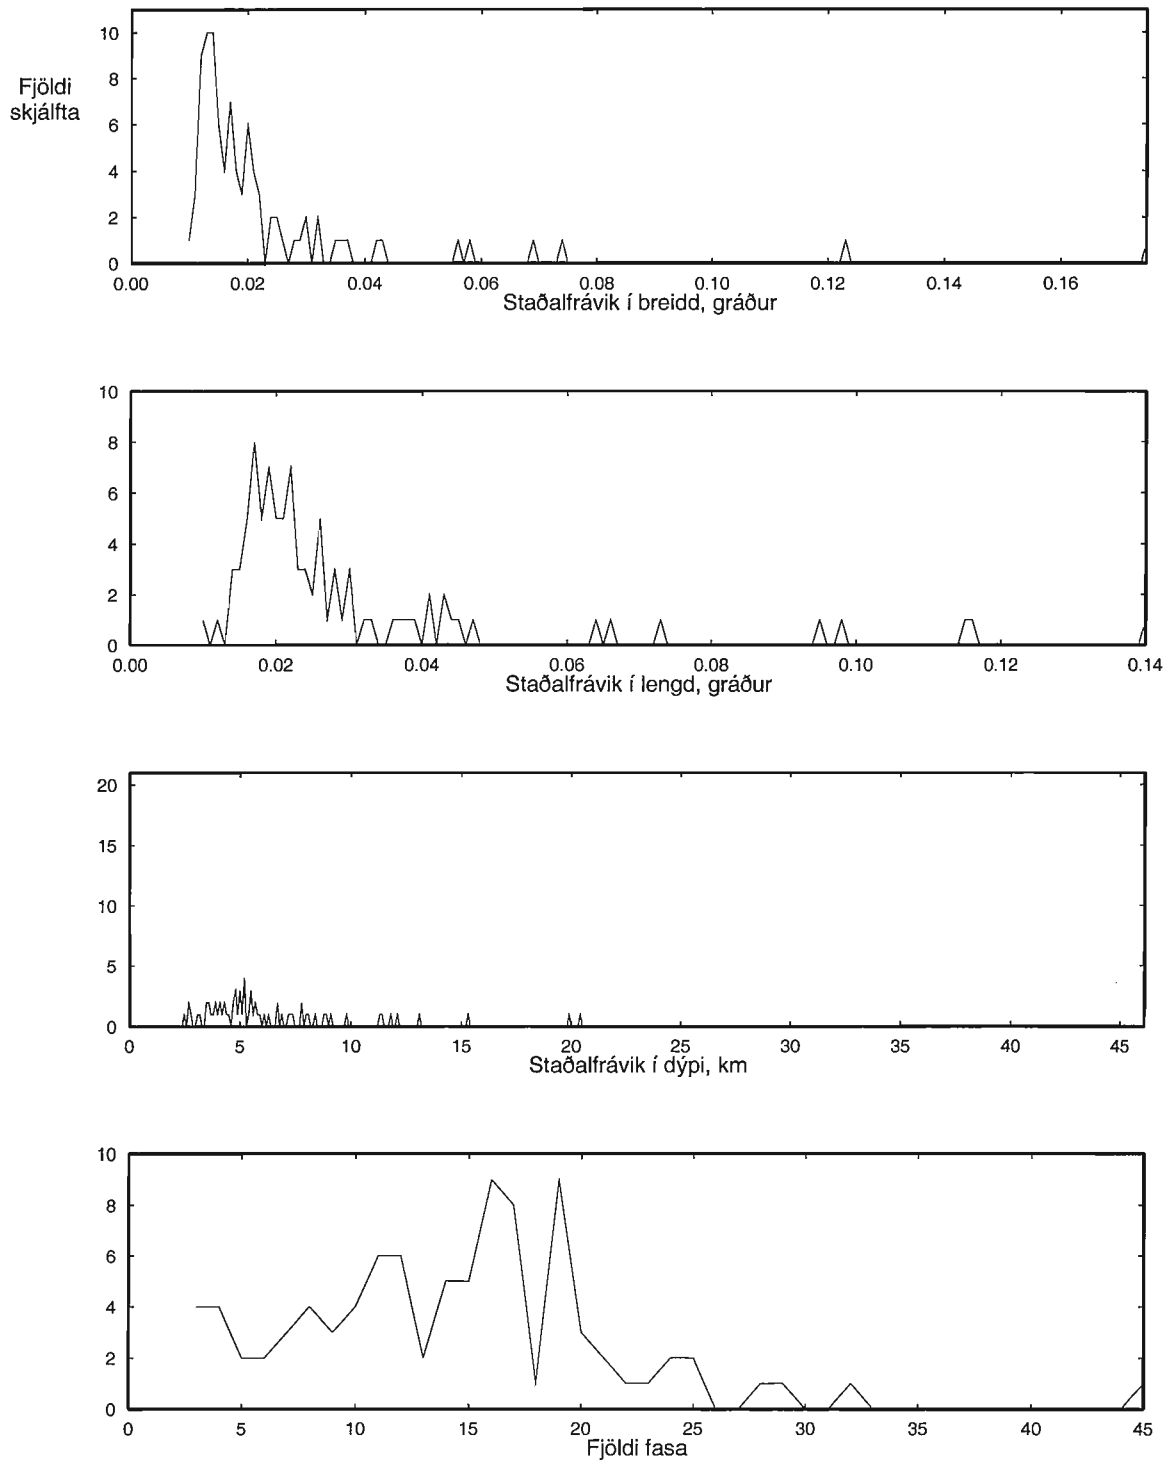 10
8
Fjöldi
skjálfta
6
4
2
0
0.00 0.02 0.04 0.06 0.08 0.10 0.12 0.14 0.16
Staðalfrávik í breidd, gráður
10
8
6
4
2
0
0.00 0.02 0.04 0.06 0.08 0.10 0.12 0.14
Staðalfrávik í lengd, gráður
20
15
10
5
0
0 5 10 15 20 25 30 35 40 45
Staðalfrávik í dýpi, km
10
8
6
4
2
0
0 5 10 15 20 25 30 35 40 45
Fjöldi fasa